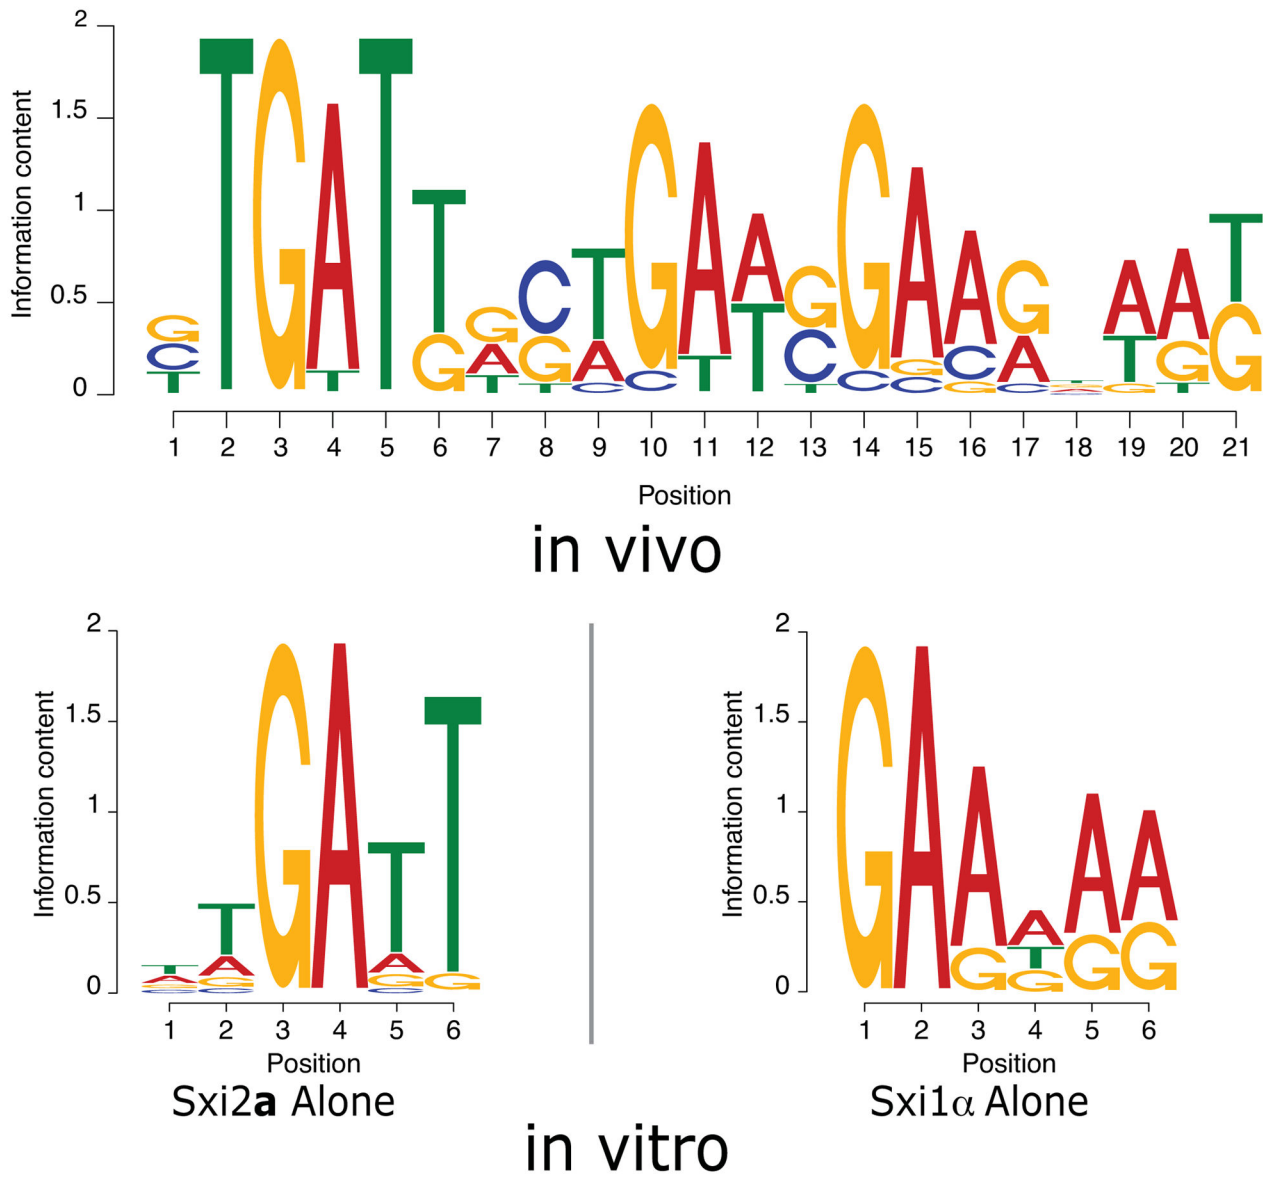 2
1.5
1
0.5
0
Information content
G C T
T
G
A T
T
T G
G A T
C G T
T A C
G C
A T
A T
G C T
G C
A G C
A C G
G A C
A T G
A G T
T G
1 2 3 4 5 6 7 8 9 10 11 12 13 14 15 16 17 18 19 20 21
Position
in vivo
2
1.5
1
0.5
0
Information content
T A G C
T A G C
G
A
T A G C
T G
1 2 3 4 5 6
Position
Sxi2a Alone
2
1.5
1
0.5
0
Information content
G
A
A G
A T G
A G
A G
1 2 3 4 5 6
Position
Sxi1α Alone
in vitro